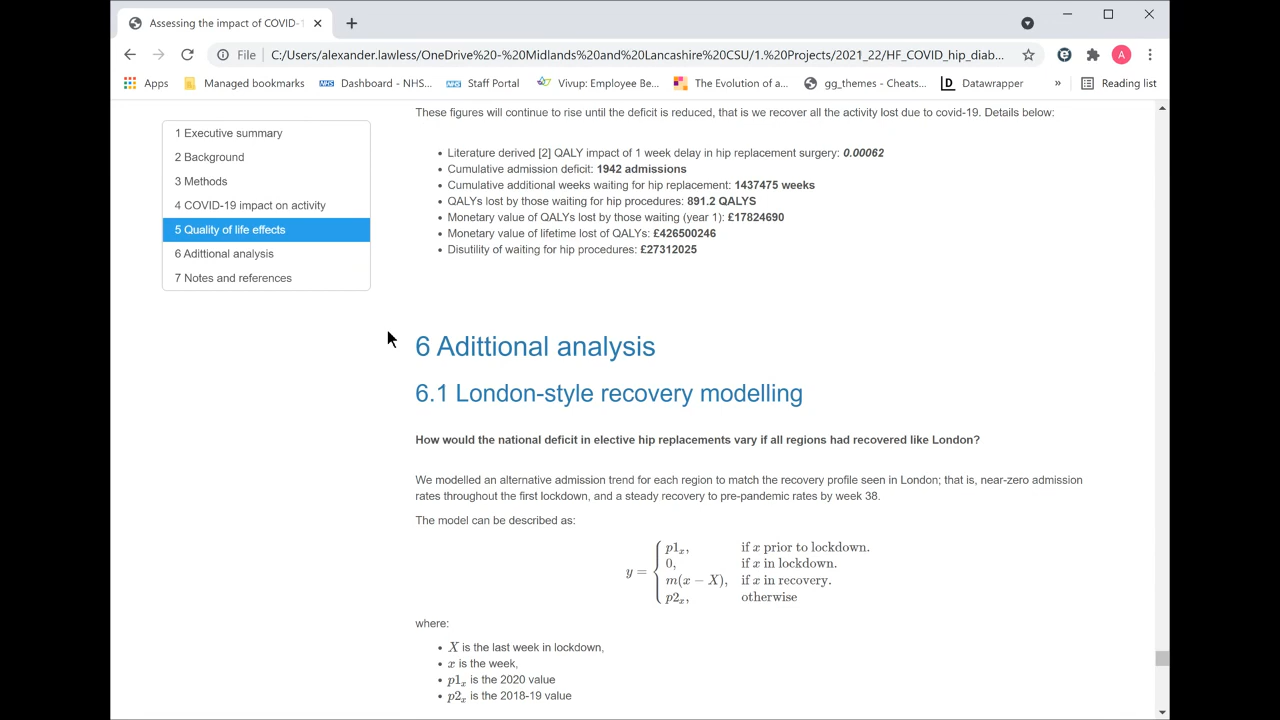 Assessing the impact of COVID-1
File
C:/Users/alexander.lawless/OneDrive%20-%20Midlands%20and%20Lancashire%20CSU/1.%20Projects/2021_22/HF_COVID_hip_diab...
A
Apps
Managed bookmarks
NHS
Dashboard - NHS...
NHS
Staff Portal
Vivup: Employee Be...
The Evolution of a...
gg_themes - Cheats...
D
Datawrapper
»
Reading list
1 Executive summary
2 Background
3 Methods
4 COVID-19 impact on activity
5 Quality of life effects
6 Adittional analysis
7 Notes and references
These figures will continue to rise until the deficit is reduced, that is we recover all the activity lost due to covid-19. Details below:
• Literature derived [2] QALY impact of 1 week delay in hip replacement surgery: 0.00062
• Cumulative admission deficit: 1942 admissions
• Cumulative additional weeks waiting for hip replacement: 1437475 weeks
• QALYs lost by those waiting for hip procedures: 891.2 QALYS
• Monetary value of QALYs lost by those waiting (year 1): £17824690
• Monetary value of lifetime lost of QALYs: £426500246
• Disutility of waiting for hip procedures: £27312025
6 Adittional analysis
6.1 London-style recovery modelling
How would the national deficit in elective hip replacements vary if all regions had recovered like London?
We modelled an alternative admission trend for each region to match the recovery profile seen in London; that is, near-zero admission
rates throughout the first lockdown, and a steady recovery to pre-pandemic rates by week 38.
The model can be described as:
p1x, if x prior to lockdown.
0, if x in lockdown.
y =
m(x − X), if x in recovery.
p2x, otherwise
where:
• X is the last week in lockdown,
• x is the week,
• p1x is the 2020 value
• p2x is the 2018-19 value